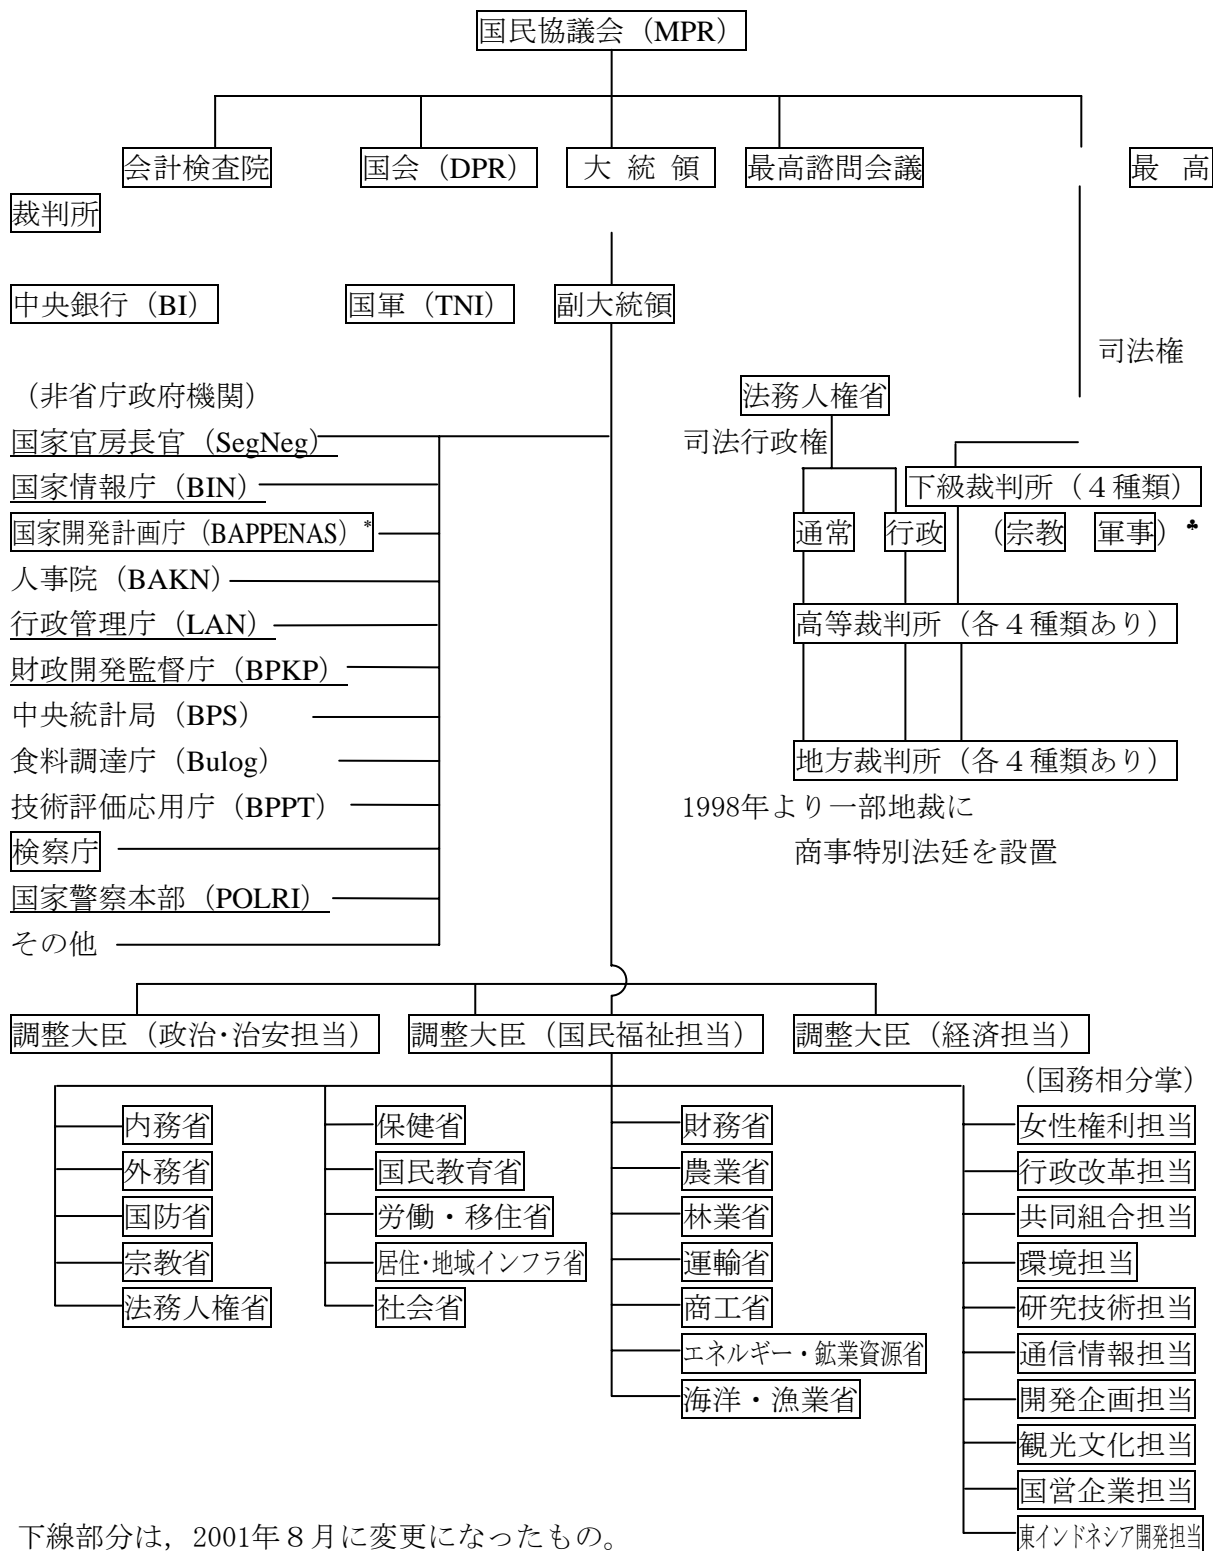 国民協議会（MPR）
会計検査院 国会（DPR） 大 統 領 最高諮問会議 最 高
裁判所
中央銀行（BI） 国軍（TNI） 副大統領
司法権
（非省庁政府機関） 法務人権省
国家官房長官（SegNeg） 司法行政権
国家情報庁（BIN） 下級裁判所（４種類）
国家開発計画庁（BAPPENAS）* 通常 行政 （宗教 軍事）♣
人事院（BAKN）
行政管理庁（LAN） 高等裁判所（各４種類あり）
財政開発監督庁（BPKP）
中央統計局（BPS）
食料調達庁（Bulog） 地方裁判所（各４種類あり）
技術評価応用庁（BPPT） 1998年より一部地裁に
検察庁 商事特別法廷を設置
国家警察本部（POLRI）
その他
調整大臣（政治･治安担当） 調整大臣（国民福祉担当） 調整大臣（経済担当）
（国務相分掌）
内務省 保健省 財務省 女性権利担当
外務省 国民教育省 農業省 行政改革担当
国防省 労働・移住省 林業省 共同組合担当
宗教省 居住･地域インフラ省 運輸省 環境担当
法務人権省 社会省 商工省 研究技術担当
エネルギー・鉱業資源省 通信情報担当
海洋・漁業省 開発企画担当
観光文化担当
国営企業担当
下線部分は，2001年８月に変更になったもの。 東インドネシア開発担当